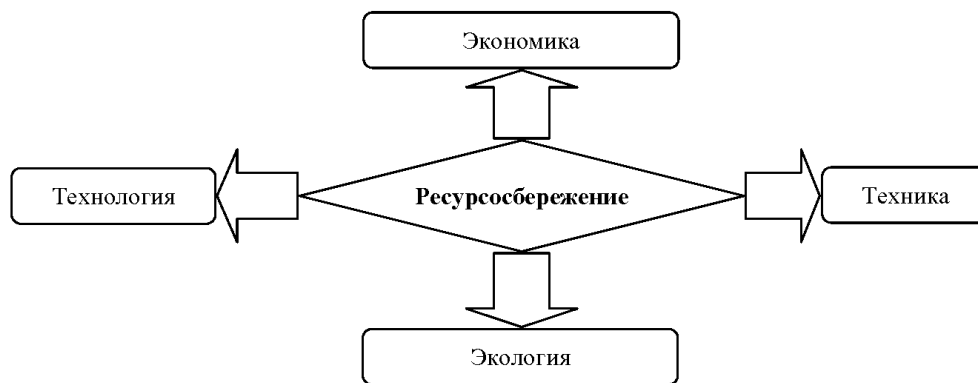 Экономика
Технология
Ресурсосбережение
Техника
Экология